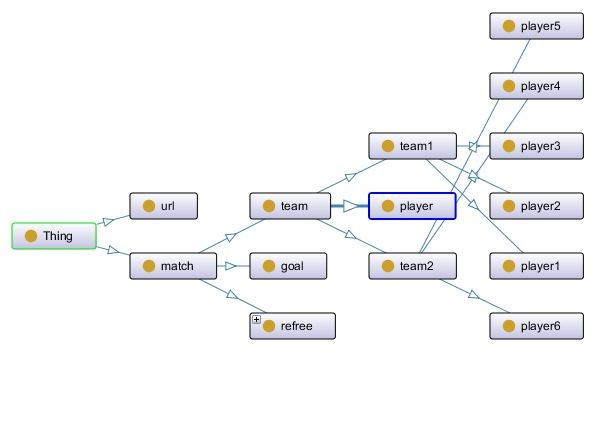 player5
player4
team1
player3
url
team
player
player2
Thing
match
goal
team2
player1
refree
player6